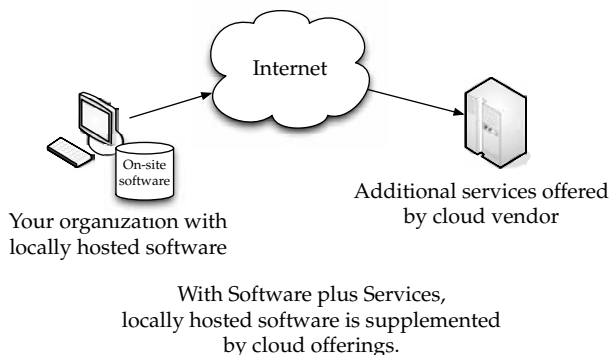 Internet
On-site
software
Your organization with
locally hosted software
Additional services offered
by cloud vendor
With Software plus Services,
locally hosted software is supplemented
by cloud offerings.